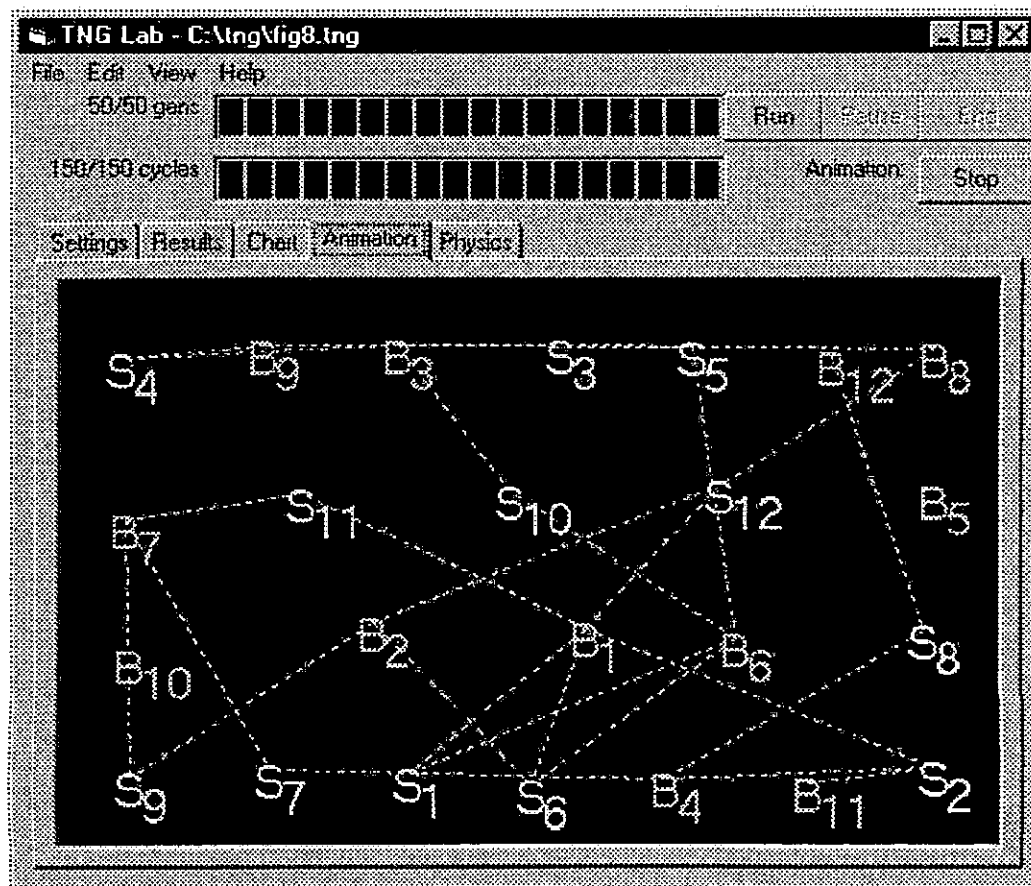 TNG Lab - C:\tng\fig8.tng
File Edit View Help
50/50 gens Run Pause End
150/150 cycles Animation: Stop
Settings Results Chart Animation Physics
S4 B9 B3 S3 S5 B12 B8
B7 S11 S10 S12 B5
B10 B2 B1 B6 S8
S9 S7 S1 S6 B4 B11 S2